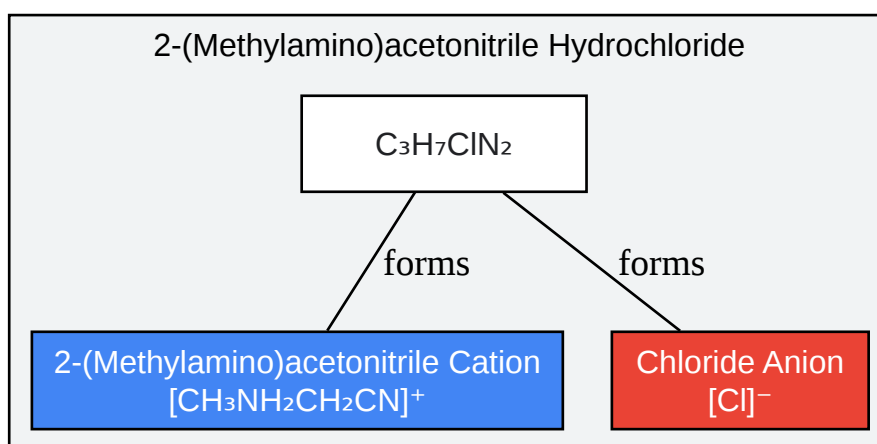 2-(Methylamino)acetonitrile Hydrochloride
C₃H₇ClN₂
forms
forms
2-(Methylamino)acetonitrile Cation
[CH₃NH₂CH₂CN]⁺
Chloride Anion
[Cl]⁻